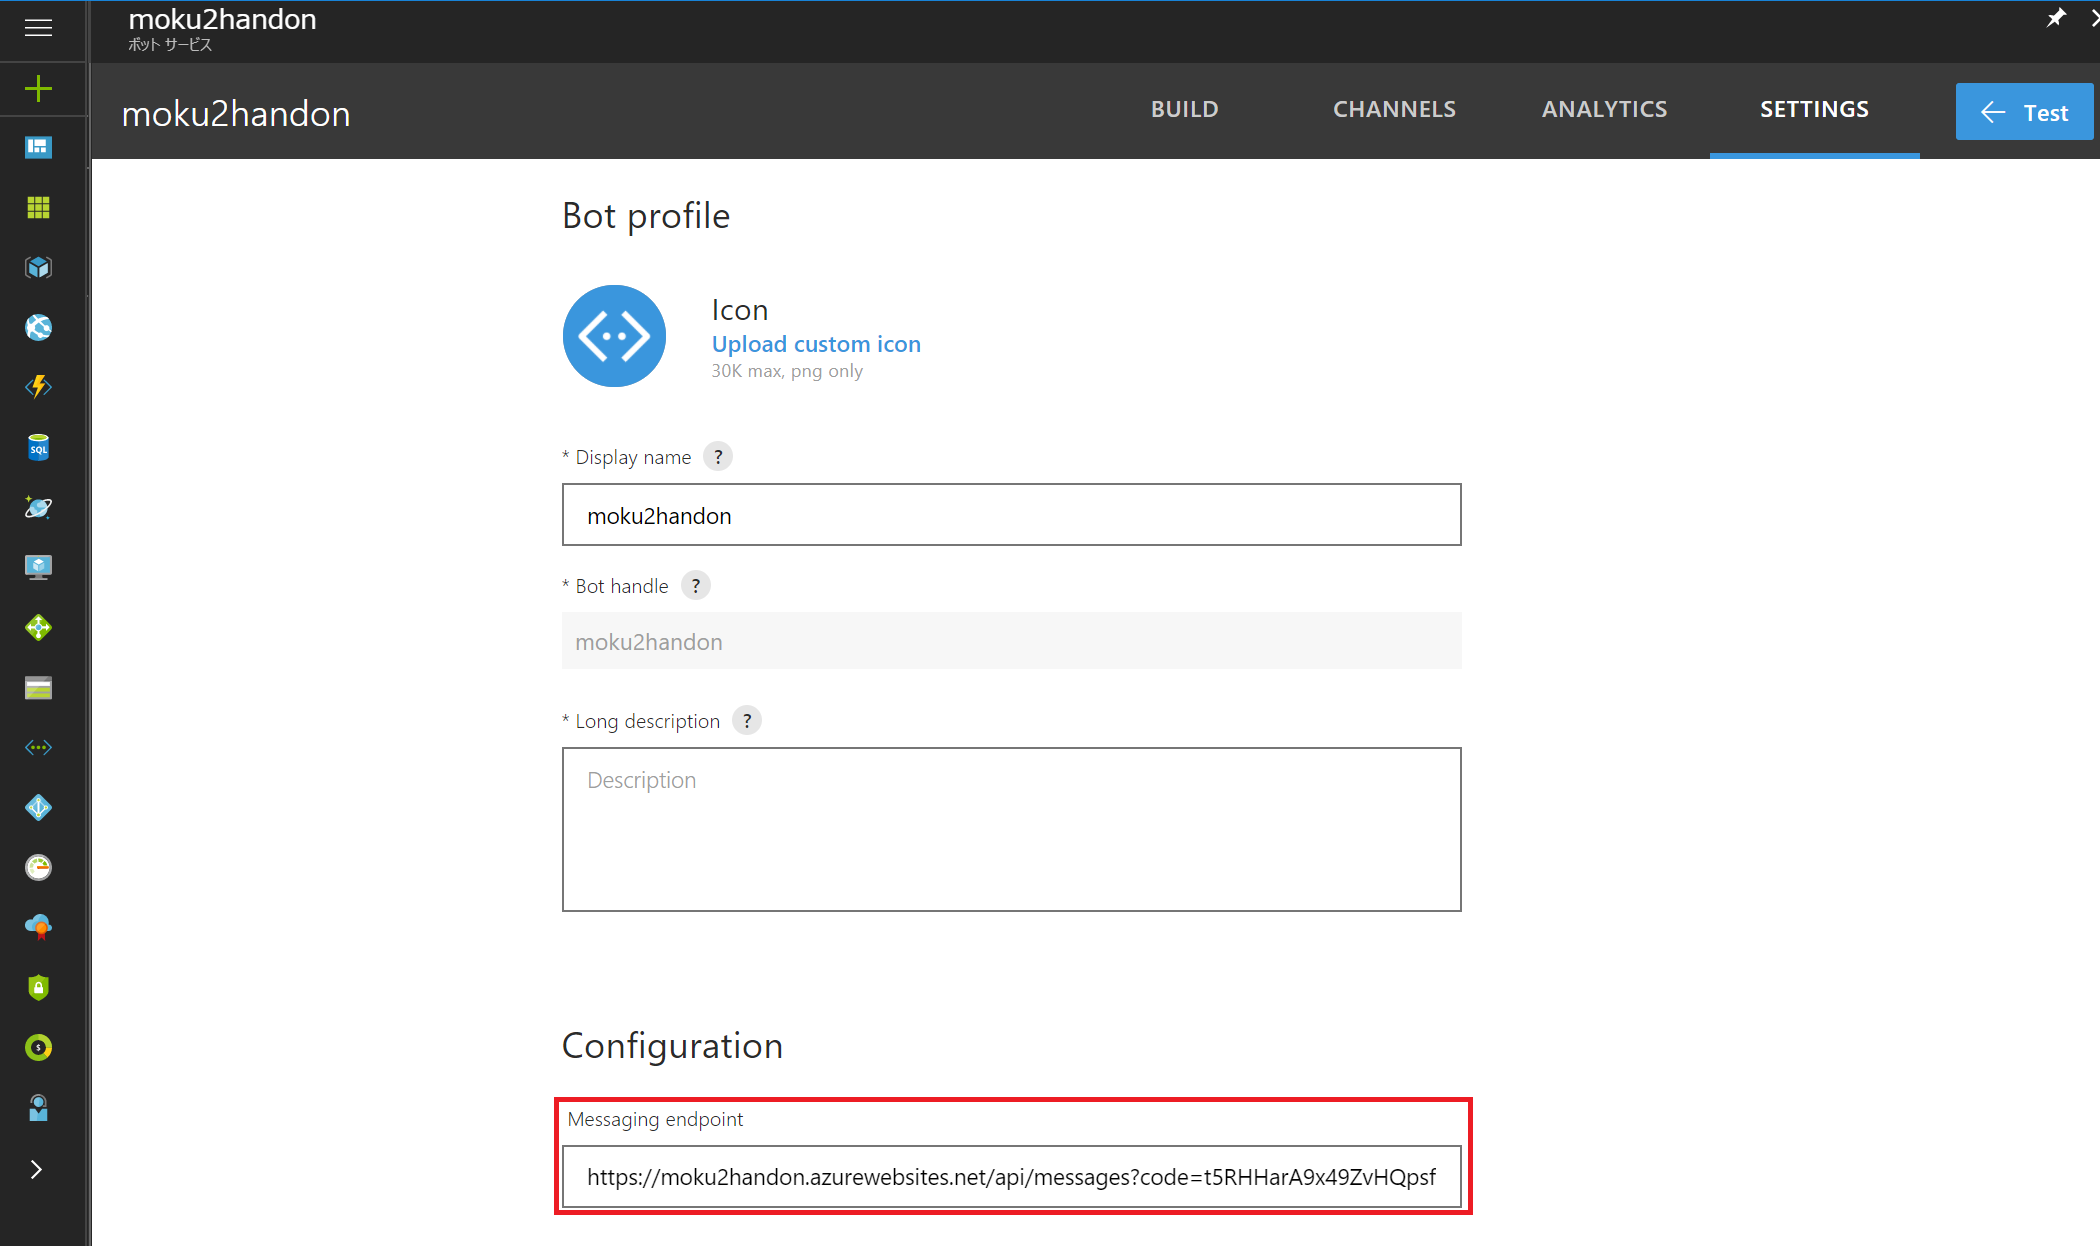 moku2handon
ボット サービス
moku2handon
BUILD
CHANNELS
ANALYTICS
SETTINGS
Test
Bot profile
Icon
Upload custom icon
30K max, png only
* Display name ?
moku2handon
* Bot handle ?
moku2handon
* Long description ?
Description
Configuration
Messaging endpoint
https://moku2handon.azurewebsites.net/api/messages?code=t5RHHarA9x49ZvHQpsf
SQL
$